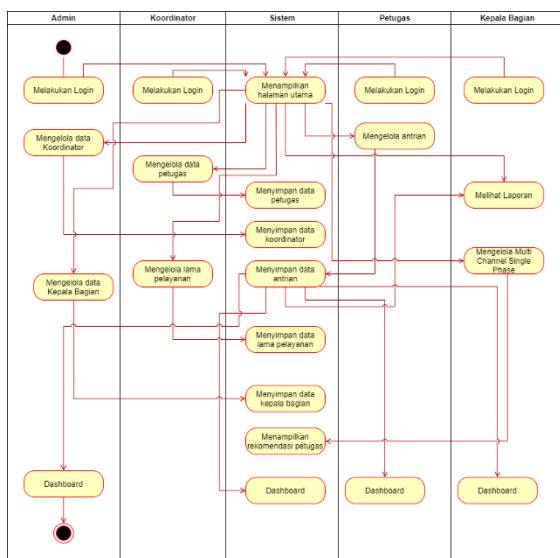 Admin
Koordinator
Sistem
Petugas
Kepala Bagian
Melakukan Login
Melakukan Login
Menampilkan
halaman utama
Melakukan Login
Melakukan Login
Mengelola data
Koordinator
Mengelola antrian
Mengelola data
petugas
Menyimpan data
petugas
Melihat Laporan
Menyimpan data
koordinator
Mengelola Multi
Channel Single
Phase
Mengelola data
Kepala Bagian
Mengelola lama
pelayanan
Menyimpan data
antrian
Menyimpan data
lama pelayanan
Menyimpan data
kepala bagian
Menampilkan
rekomendasi petugas
Dashboard
Dashboard
Dashboard
Dashboard